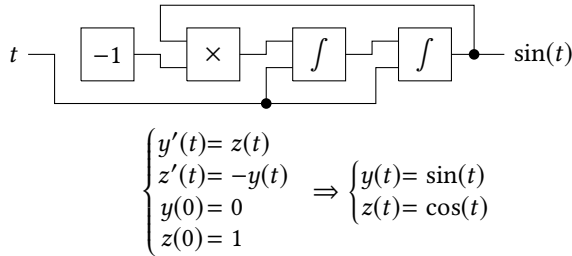 t −1 × ∫ ∫ sin(t)
y′(t)= z(t)
z′(t)= −y(t)
y(0)= 0
z(0)= 1
⇒
y(t)= sin(t)
z(t)= cos(t)